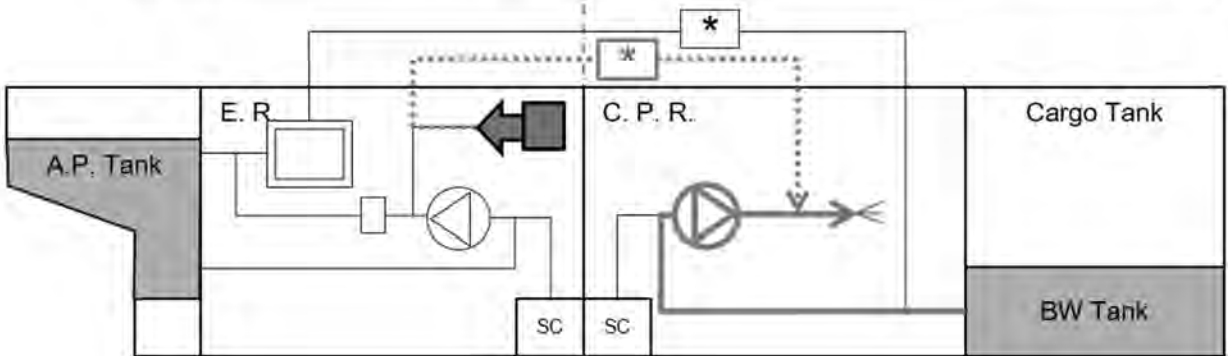 *
*
E. R.
C. P. R.
Cargo Tank
A.P. Tank
SC
SC
BW Tank